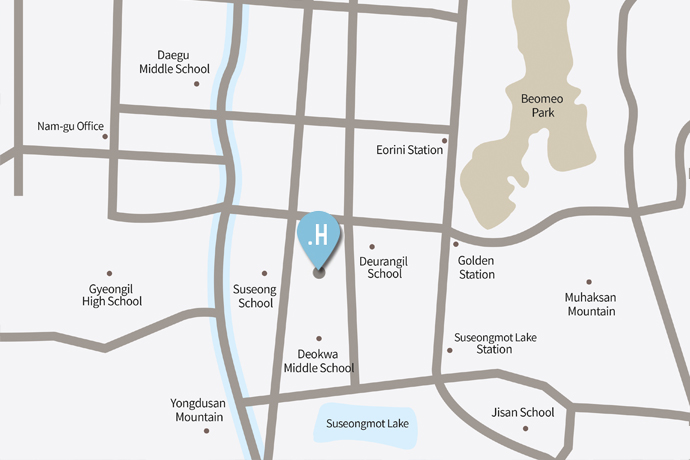 Daegu
Middle School
Beomeo
Park
Nam-gu Office
Eorini Station
.H
Deurangil
School
Golden
Station
Gyeongil
High School
Suseong
School
Muhaksan
Mountain
Suseongmot Lake
Station
Deokwa
Middle School
Yongdusan
Mountain
Jisan School
Suseongmot Lake